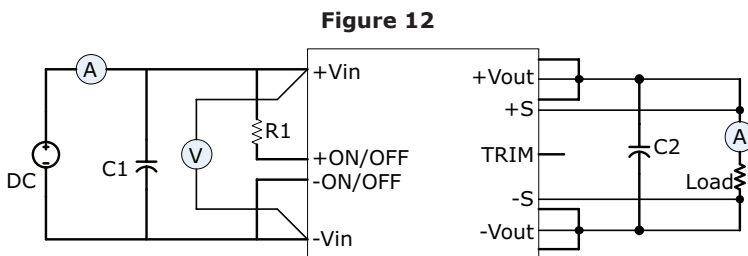 Figure 12
A
+Vin
+Vout
+S
R1
A
DC
C1
V
+ON/OFF
-ON/OFF
TRIM
C2
Load
-S
-Vin
-Vout